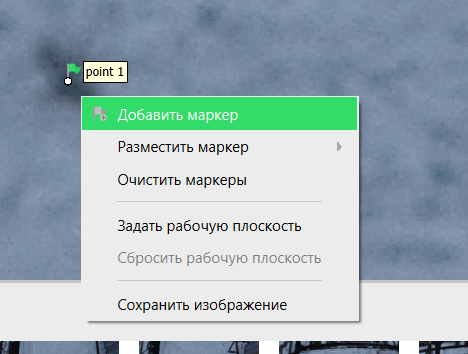 point 1
Добавить маркер
Разместить маркер
Очистить маркеры
Задать рабочую плоскость
Сбросить рабочую плоскость
Сохранить изображение